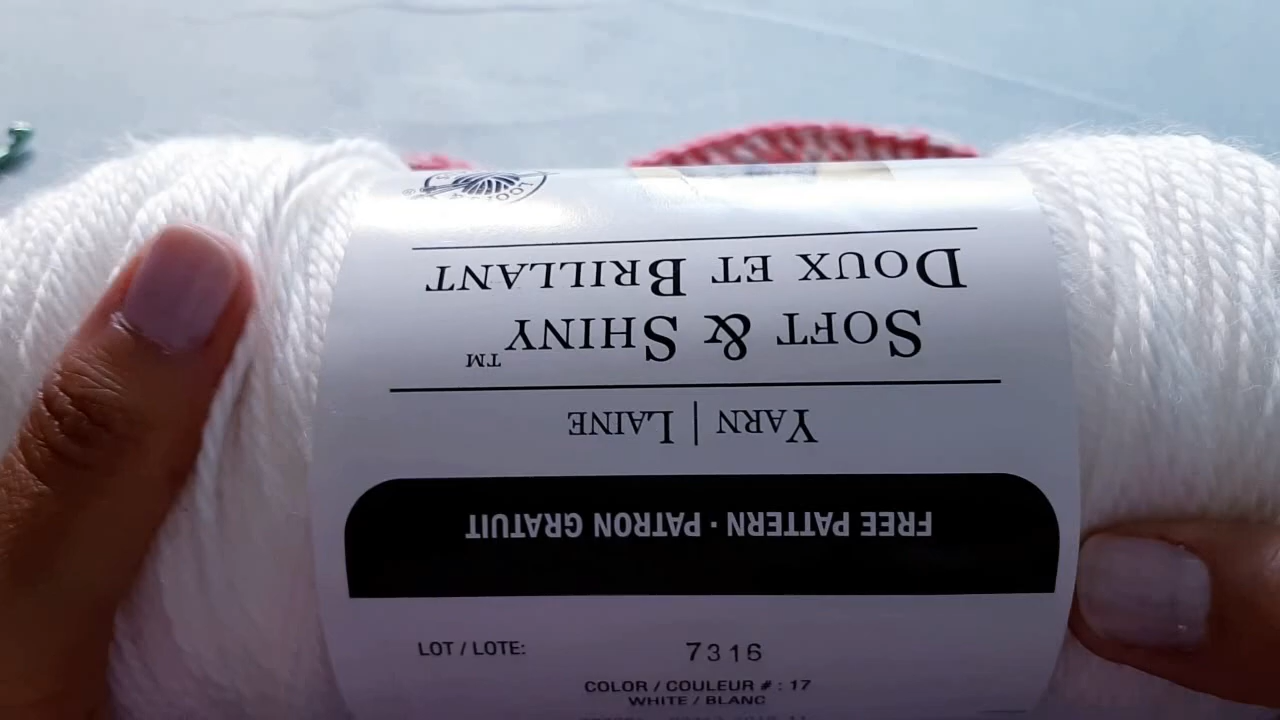 SOFT & SHINY™
DOUX ET BRILLANT
YARN | LAINE
FREE PATTERN · PATRON GRATUIT
LOT / LOTE: 7316
COLOR / COULEUR # : 17
WHITE / BLANC